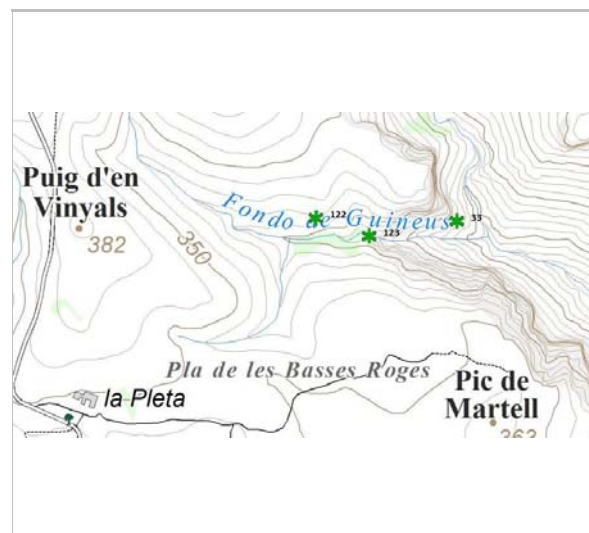 Puig d'en
Vinyals
382
350
Fondo de Guineus
122
123
33
Pla de les Basses Roges
la Pleta
Pic de
Martell
362